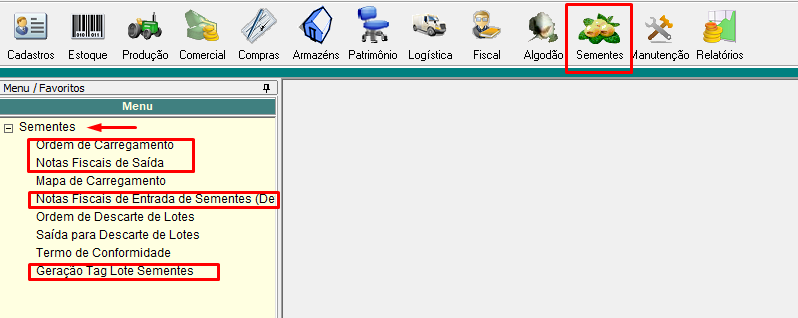 Cadastros Estoque Produção Comercial Compras Armazéns Patrimônio Logística Fiscal Algodão Sementes Manutenção Relatórios
Menu / Favoritos
Menu
Sementes
Ordem de Carregamento
Notas Fiscais de Saída
Mapa de Carregamento
Notas Fiscais de Entrada de Sementes (De
Ordem de Descarte de Lotes
Saída para Descarte de Lotes
Termo de Conformidade
Geração Tag Lote Sementes